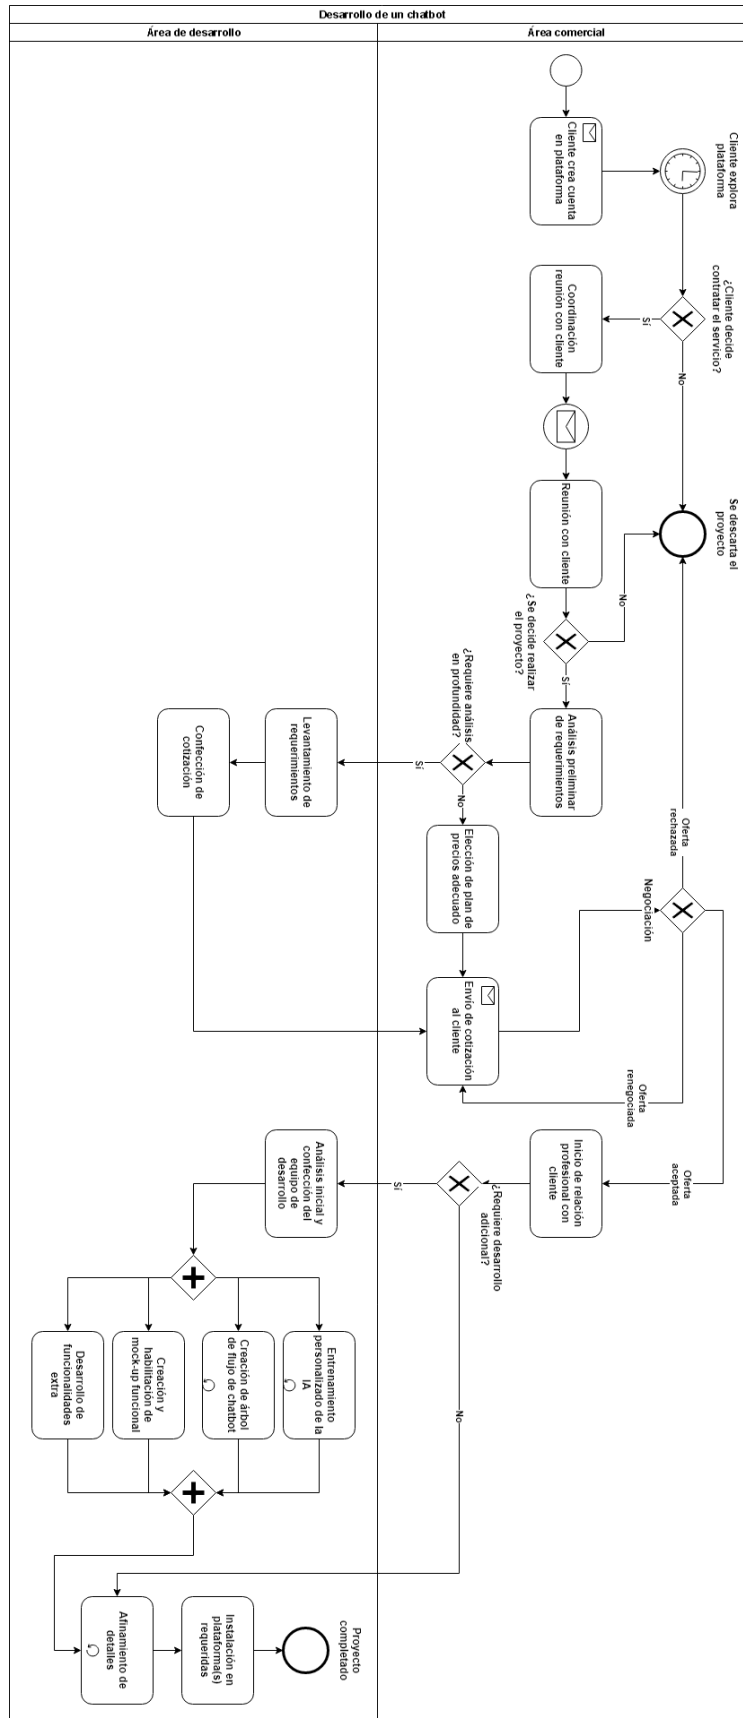 Desarrollo de un chatbot
Área de desarrollo
Área comercial
Cliente crea cuenta
en plataforma
Cliente explora
plataforma
¿Cliente decide
contratar el servicio?
Sí
No
Coordinación
reunión con cliente
Reunión con cliente
Se descarta el
proyecto
¿Se decide realizar
el proyecto?
No
Sí
Análisis preliminar
de requerimientos
¿Requiere análisis
en profundidad?
Sí
No
Levantamiento de
requerimientos
Confección de
cotización
Elección de plan de
precios adecuado
Envío de cotización
al cliente
Negociación
Oferta
rechazada
Oferta
renegociada
Oferta
aceptada
Inicio de relación
profesional con
cliente
¿Requiere desarrollo
adicional?
Sí
No
Análisis inicial y
confección del
equipo de
desarrollo
Entrenamiento
personalizado de la
IA
Creación de árbol
de flujo de chatbot
Creación y
habilitación de
mock-up funcional
Desarrollo de
funcionalidades
extra
Afinamiento de
detalles
Instalación en
plataforma(s)
requeridas
Proyecto
completado